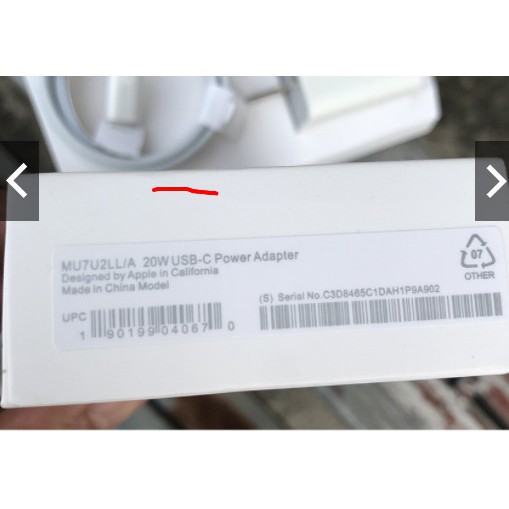 MU7U2LL/A 20W USB-C Power Adapter
Designed by Apple in California
Made in China Model
07
OTHER
(S) Serial No.C3D8465C1DAH1P9A902
UPC
1 90199 04067 0